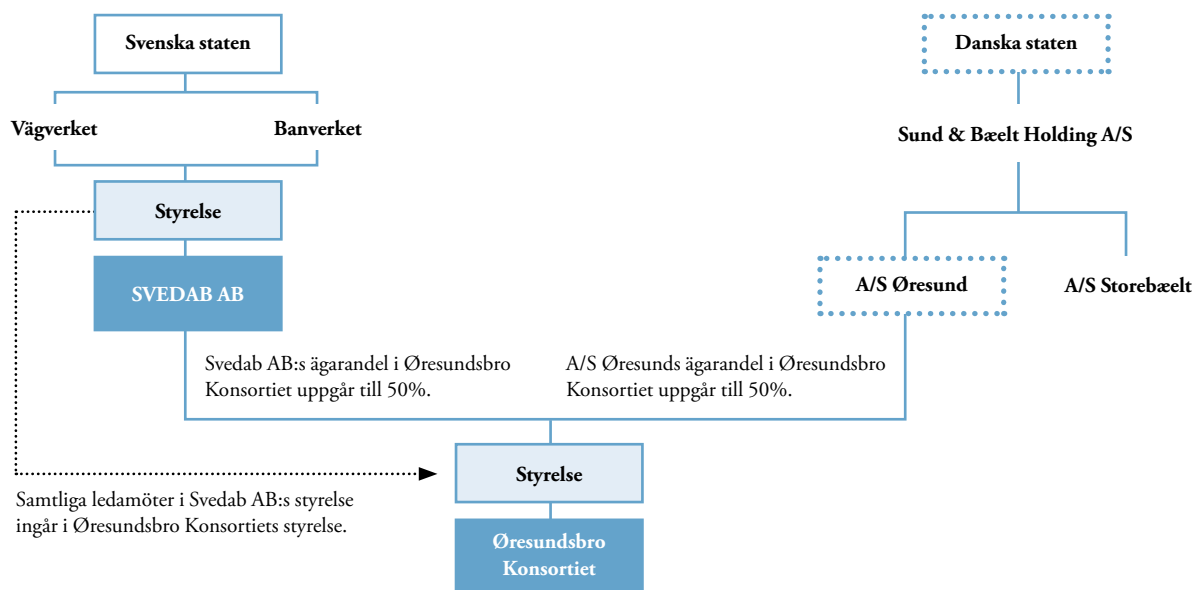 Svenska staten
Danska staten
Vägverket
Banverket
Sund & Bæelt Holding A/S
Styrelse
SVEDAB AB
A/S Øresund
A/S Storebæelt
Svedab AB:s ägarandel i Øresundsbro
Konsortiet uppgår till 50%.
A/S Øresunds ägarandel i Øresundsbro
Konsortiet uppgår till 50%.
Styrelse
Samtliga ledamöter i Svedab AB:s styrelse
ingår i Øresundsbro Konsortiets styrelse.
Øresundsbro
Konsortiet